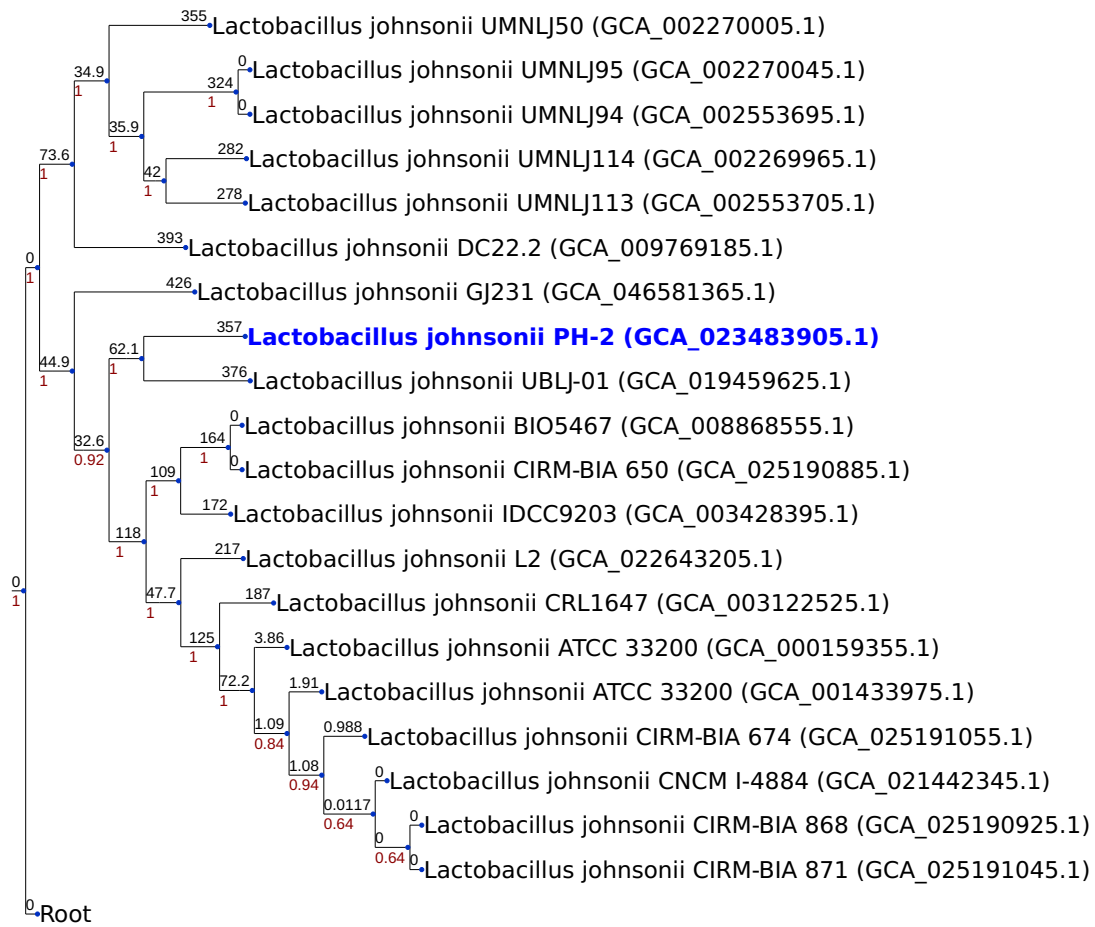 355
Lactobacillus johnsonii UMNLJ50 (GCA_002270005.1)
0
Lactobacillus johnsonii UMNLJ95 (GCA_002270045.1)
34.9
1
324
1
0
Lactobacillus johnsonii UMNLJ94 (GCA_002553695.1)
35.9
1
282
Lactobacillus johnsonii UMNLJ114 (GCA_002269965.1)
73.6
1
42
1
278
Lactobacillus johnsonii UMNLJ113 (GCA_002553705.1)
393
Lactobacillus johnsonii DC22.2 (GCA_009769185.1)
0
1
426
Lactobacillus johnsonii GJ231 (GCA_046581365.1)
357
Lactobacillus johnsonii PH-2 (GCA_023483905.1)
62.1
1
44.9
1
376
Lactobacillus johnsonii UBLJ-01 (GCA_019459625.1)
0
Lactobacillus johnsonii BIO5467 (GCA_008868555.1)
32.6
0.92
164
1
0
Lactobacillus johnsonii CIRM-BIA 650 (GCA_025190885.1)
109
1
172
Lactobacillus johnsonii IDCC9203 (GCA_003428395.1)
118
1
217
Lactobacillus johnsonii L2 (GCA_022643205.1)
0
1
47.7
1
187
Lactobacillus johnsonii CRL1647 (GCA_003122525.1)
125
1
3.86
Lactobacillus johnsonii ATCC 33200 (GCA_000159355.1)
72.2
1
1.91
Lactobacillus johnsonii ATCC 33200 (GCA_001433975.1)
1.09
0.84
0.988
Lactobacillus johnsonii CIRM-BIA 674 (GCA_025191055.1)
1.08
0.94
0
Lactobacillus johnsonii CNCM I-4884 (GCA_021442345.1)
0.0117
0.64
0
Lactobacillus johnsonii CIRM-BIA 868 (GCA_025190925.1)
0
0.64
0
Lactobacillus johnsonii CIRM-BIA 871 (GCA_025191045.1)
0
Root